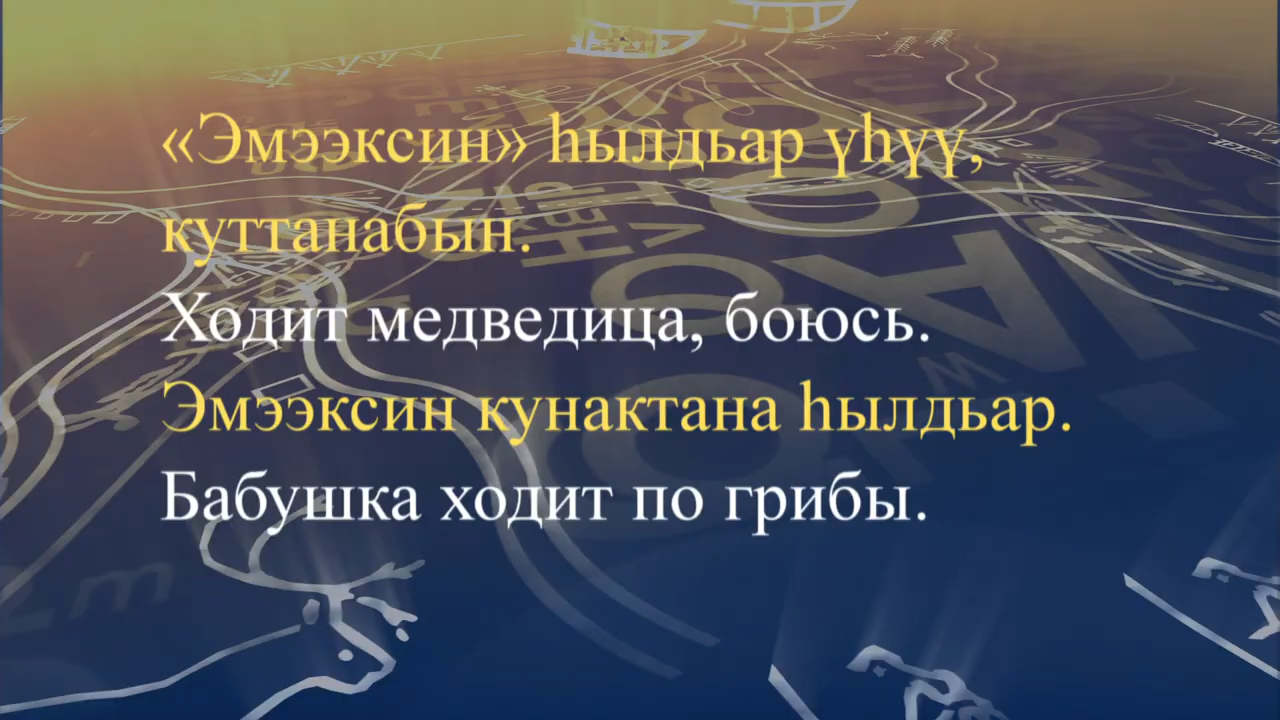 «Эмээксин» һылдьар үһүү,
куттанабын.
Ходит медведица, боюсь.
Эмээксин кунактана һылдьар.
Бабушка ходит по грибы.